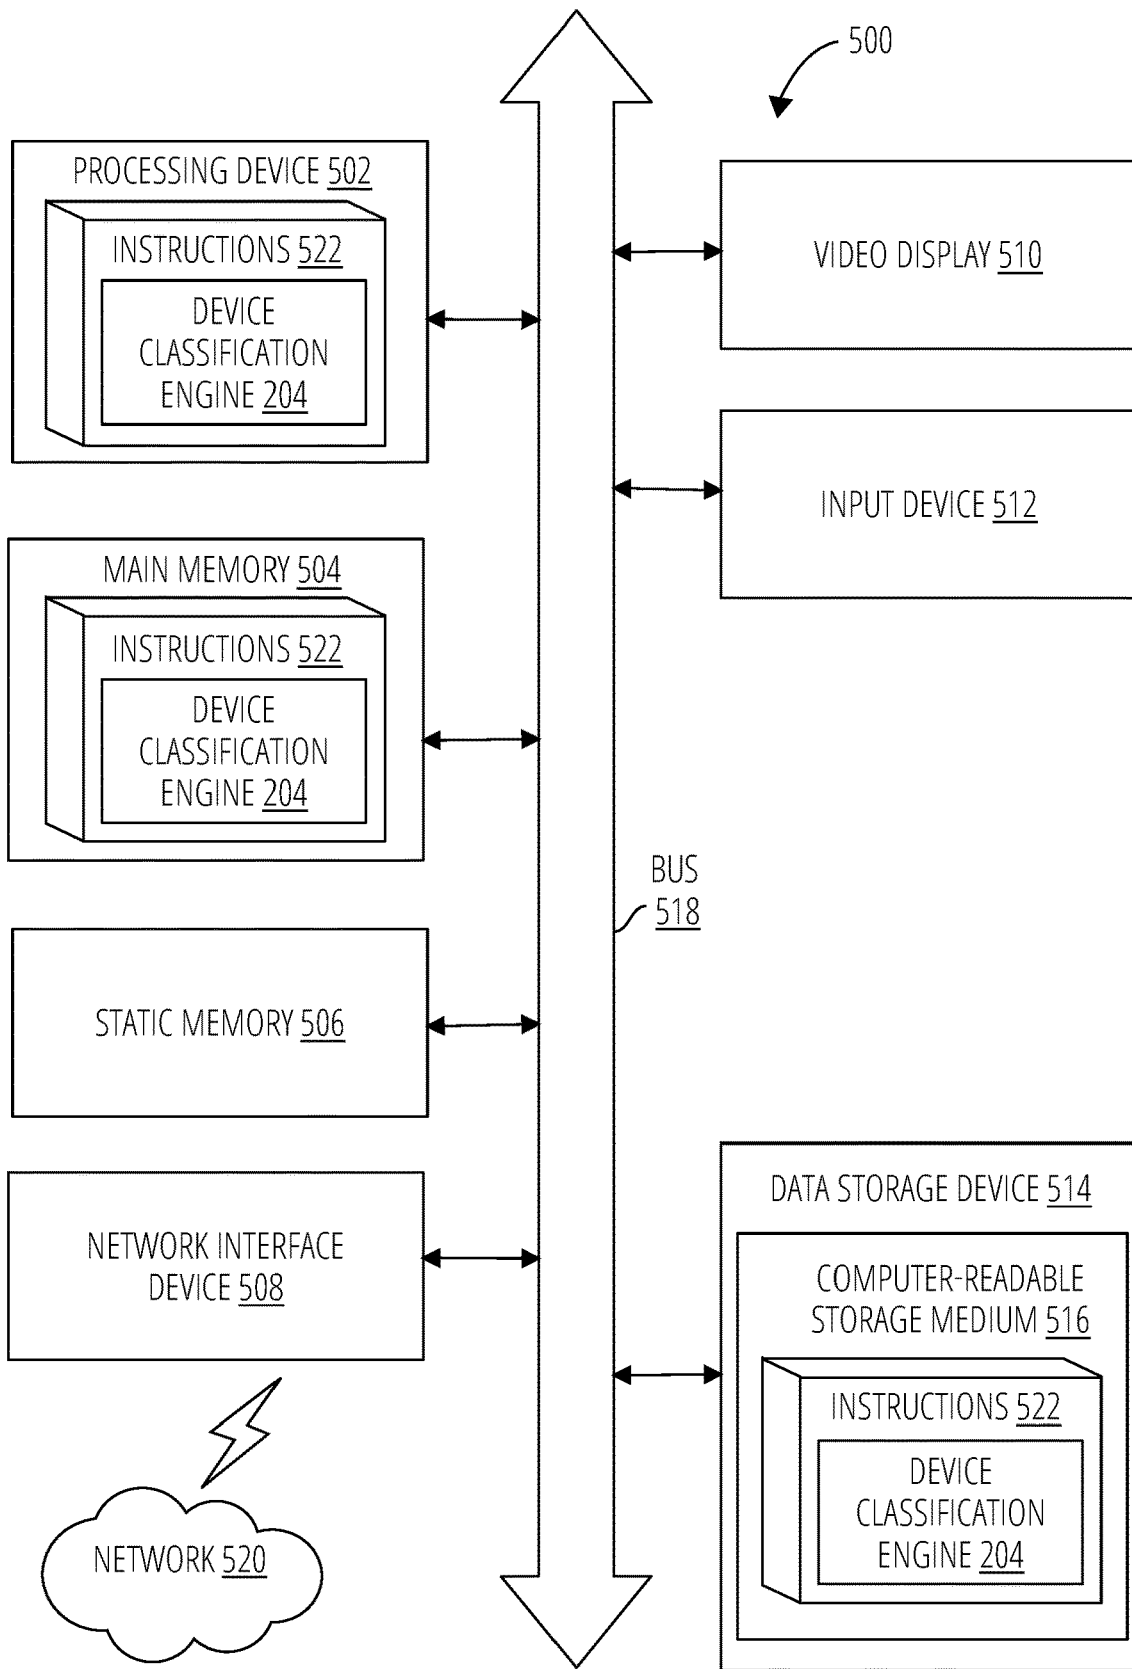 500
PROCESSING DEVICE 502
INSTRUCTIONS 522
DEVICE
CLASSIFICATION
ENGINE 204
VIDEO DISPLAY 510
INPUT DEVICE 512
MAIN MEMORY 504
INSTRUCTIONS 522
DEVICE
CLASSIFICATION
ENGINE 204
BUS
518
STATIC MEMORY 506
NETWORK INTERFACE
DEVICE 508
DATA STORAGE DEVICE 514
COMPUTER-READABLE
STORAGE MEDIUM 516
INSTRUCTIONS 522
DEVICE
CLASSIFICATION
ENGINE 204
NETWORK 520